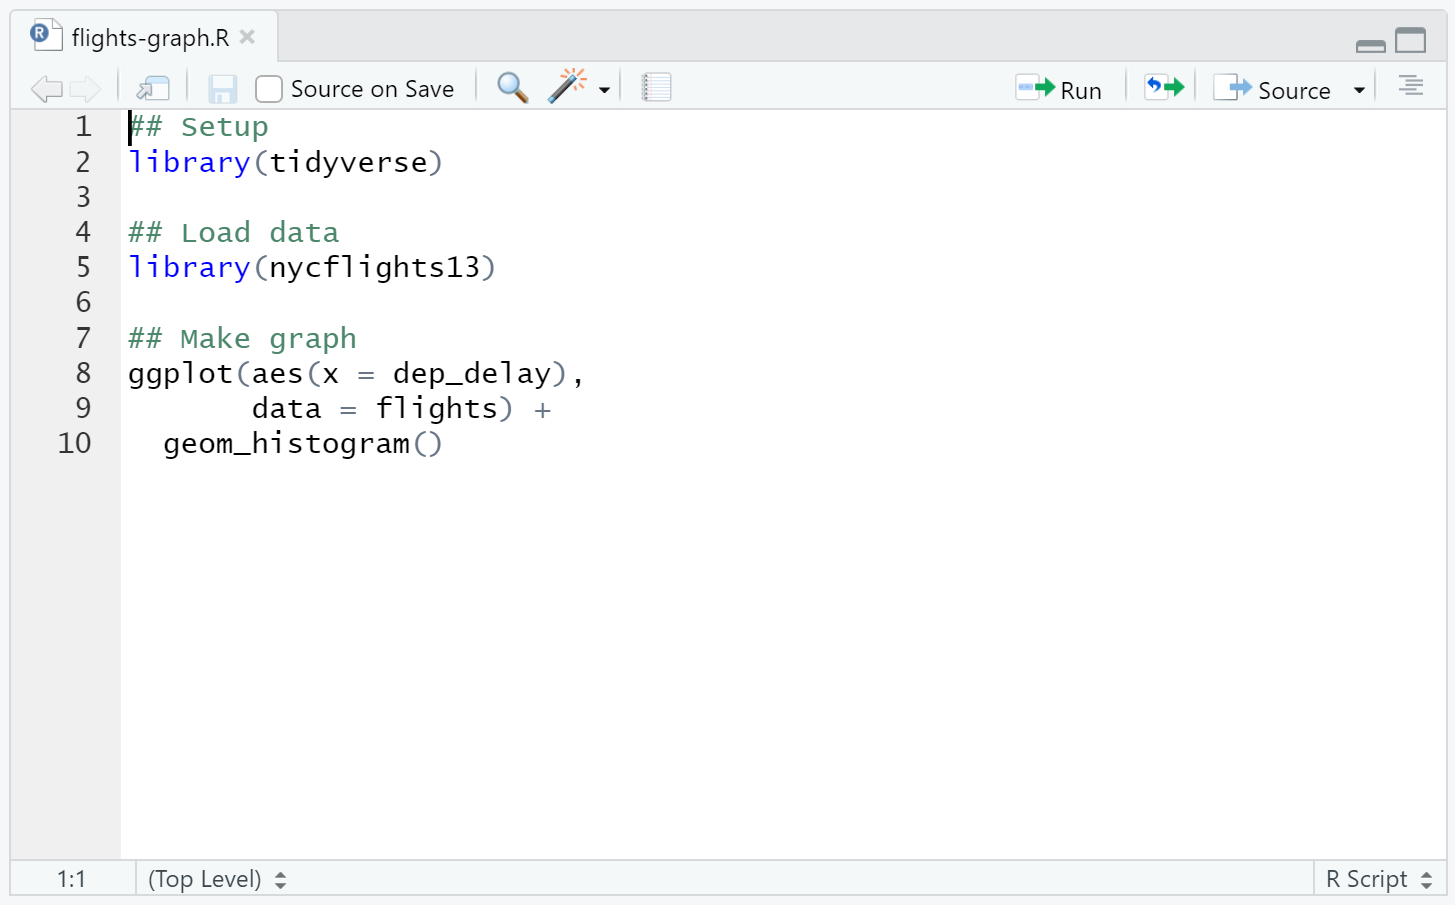 flights-graph.R
Source on Save Run Source
1 ## Setup
2 library(tidyverse)
3
4 ## Load data
5 library(nycflights13)
6
7 ## Make graph
8 ggplot(aes(x = dep_delay),
9        data = flights) +
10   geom_histogram()
1:1 (Top Level) R Script